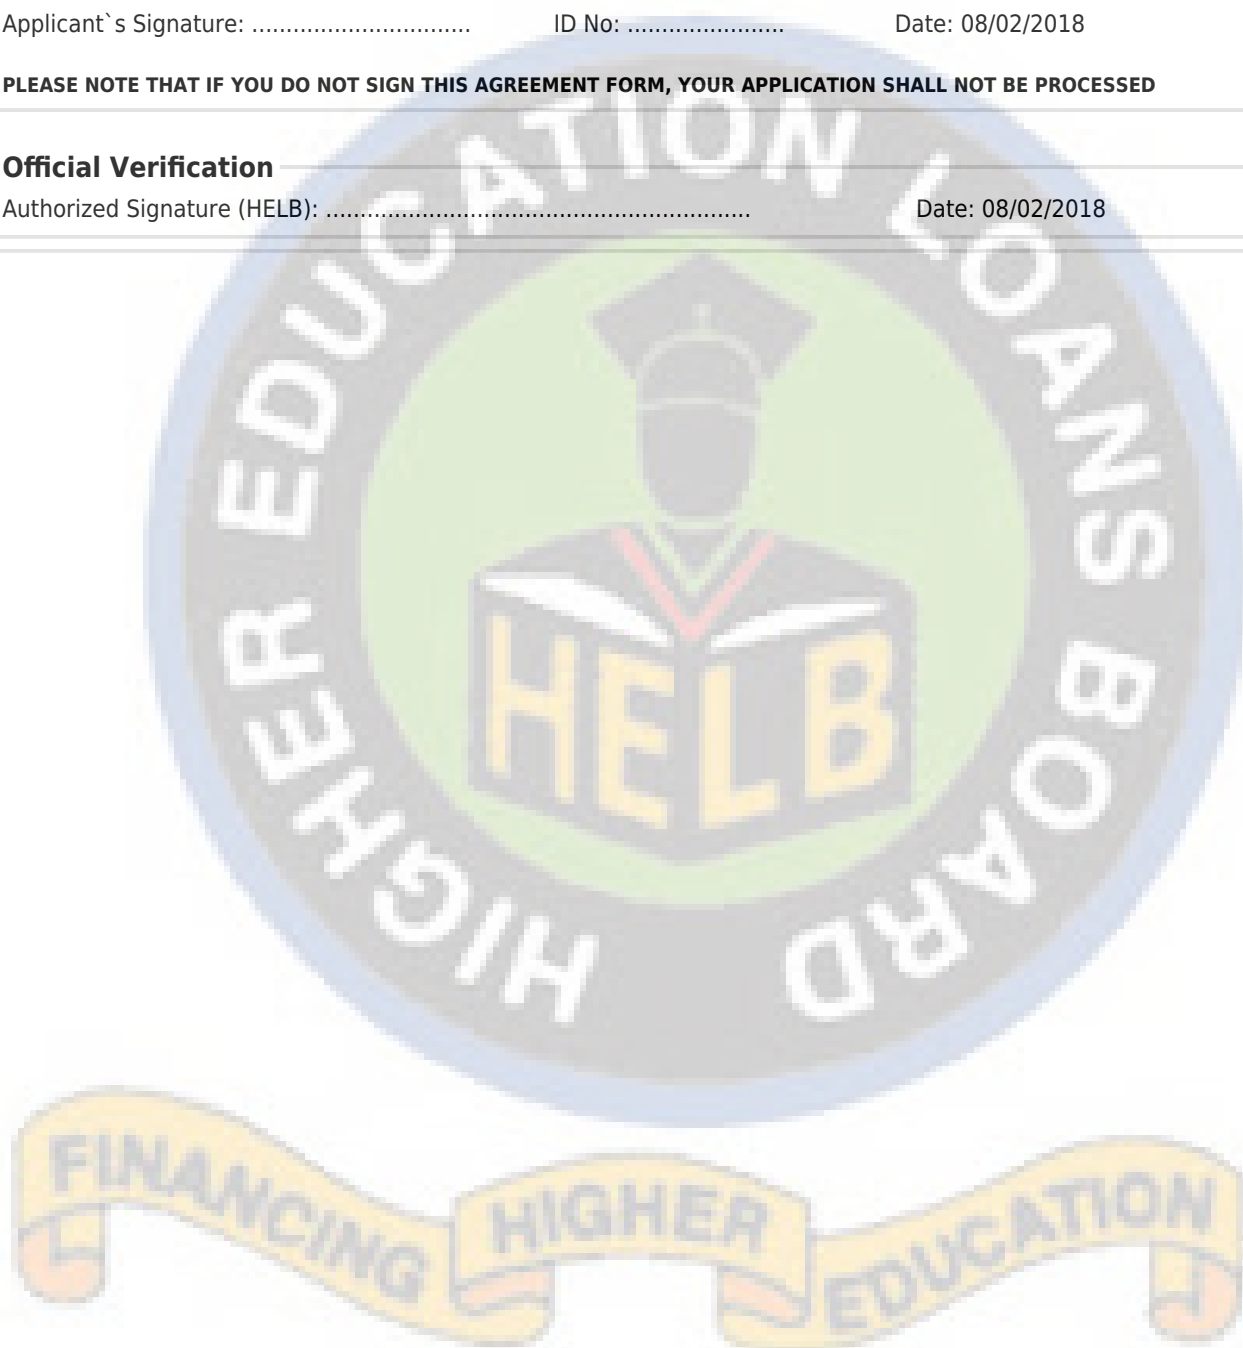 Applicant`s Signature: ................................ ID No: ....................... Date: 08/02/2018
PLEASE NOTE THAT IF YOU DO NOT SIGN THIS AGREEMENT FORM, YOUR APPLICATION SHALL NOT BE PROCESSED
Official Verification
Authorized Signature (HELB): .............................................................. Date: 08/02/2018
HIGHER EDUCATION LOANS BOARD
HELB
FINANCING HIGHER EDUCATION